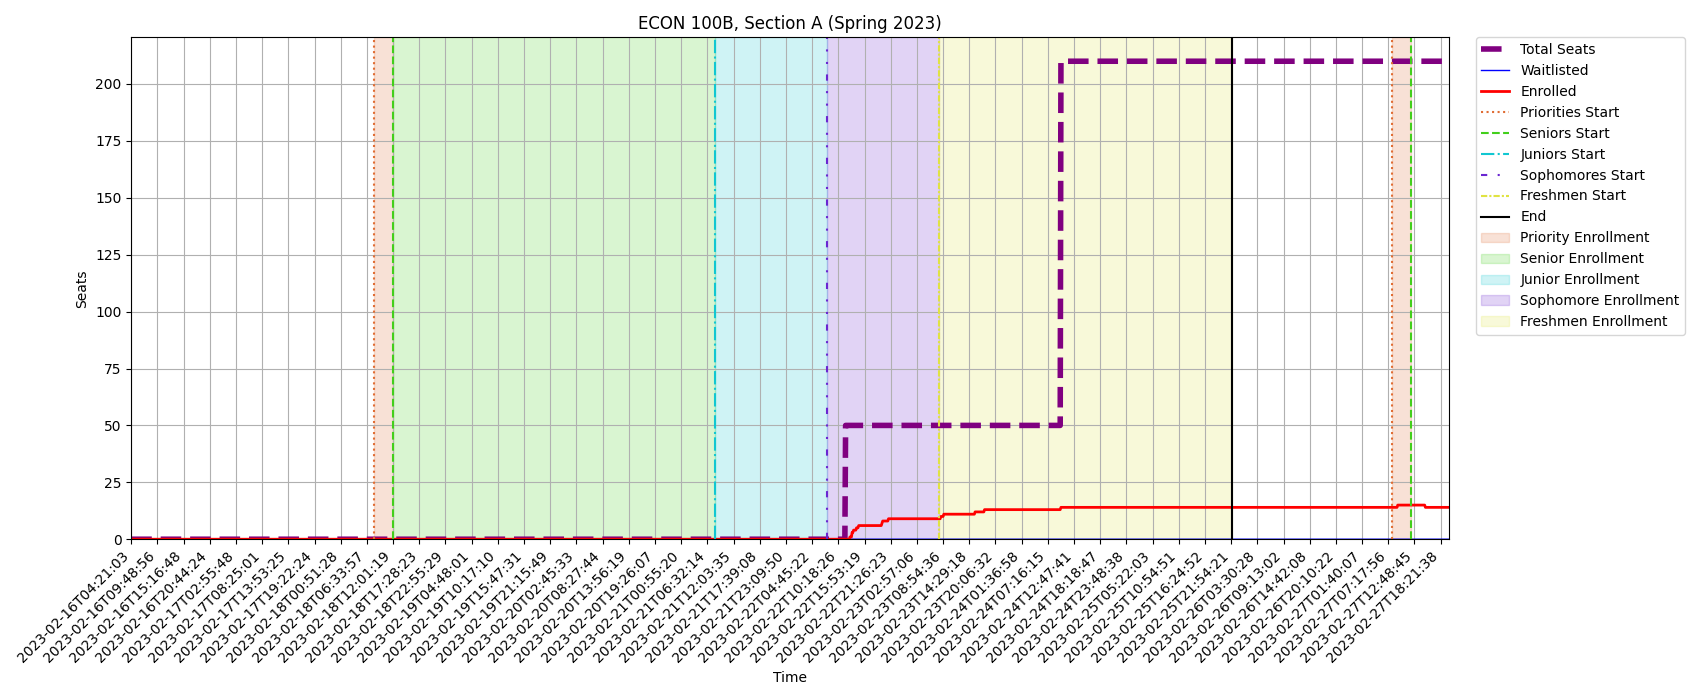 ECON 100B, Section A (Spring 2023)
Seats
200
175
150
125
100
75
50
25
0
2023-02-16T04:21:03
2023-02-16T09:48:56
2023-02-16T15:16:48
2023-02-16T20:44:24
2023-02-17T02:55:48
2023-02-17T08:25:01
2023-02-17T13:53:25
2023-02-17T19:22:24
2023-02-18T00:51:28
2023-02-18T06:33:57
2023-02-18T12:01:19
2023-02-18T17:28:23
2023-02-18T22:55:29
2023-02-19T04:48:01
2023-02-19T10:17:10
2023-02-19T15:47:31
2023-02-19T21:15:49
2023-02-20T02:45:33
2023-02-20T08:27:44
2023-02-20T13:56:19
2023-02-20T19:26:07
2023-02-21T00:55:20
2023-02-21T06:32:14
2023-02-21T12:03:35
2023-02-21T17:39:08
2023-02-21T23:09:50
2023-02-22T04:45:22
2023-02-22T10:18:26
2023-02-22T15:53:19
2023-02-22T21:26:23
2023-02-23T02:57:06
2023-02-23T08:54:36
2023-02-23T14:29:18
2023-02-23T20:06:32
2023-02-24T01:36:58
2023-02-24T07:16:15
2023-02-24T12:47:41
2023-02-24T18:18:47
2023-02-24T23:48:38
2023-02-25T05:22:03
2023-02-25T10:54:51
2023-02-25T16:24:52
2023-02-25T21:54:21
2023-02-26T03:30:28
2023-02-26T09:13:02
2023-02-26T14:42:08
2023-02-26T20:10:22
2023-02-27T01:40:07
2023-02-27T07:17:56
2023-02-27T12:48:45
2023-02-27T18:21:38
Time
Total Seats
Waitlisted
Enrolled
Priorities Start
Seniors Start
Juniors Start
Sophomores Start
Freshmen Start
End
Priority Enrollment
Senior Enrollment
Junior Enrollment
Sophomore Enrollment
Freshmen Enrollment